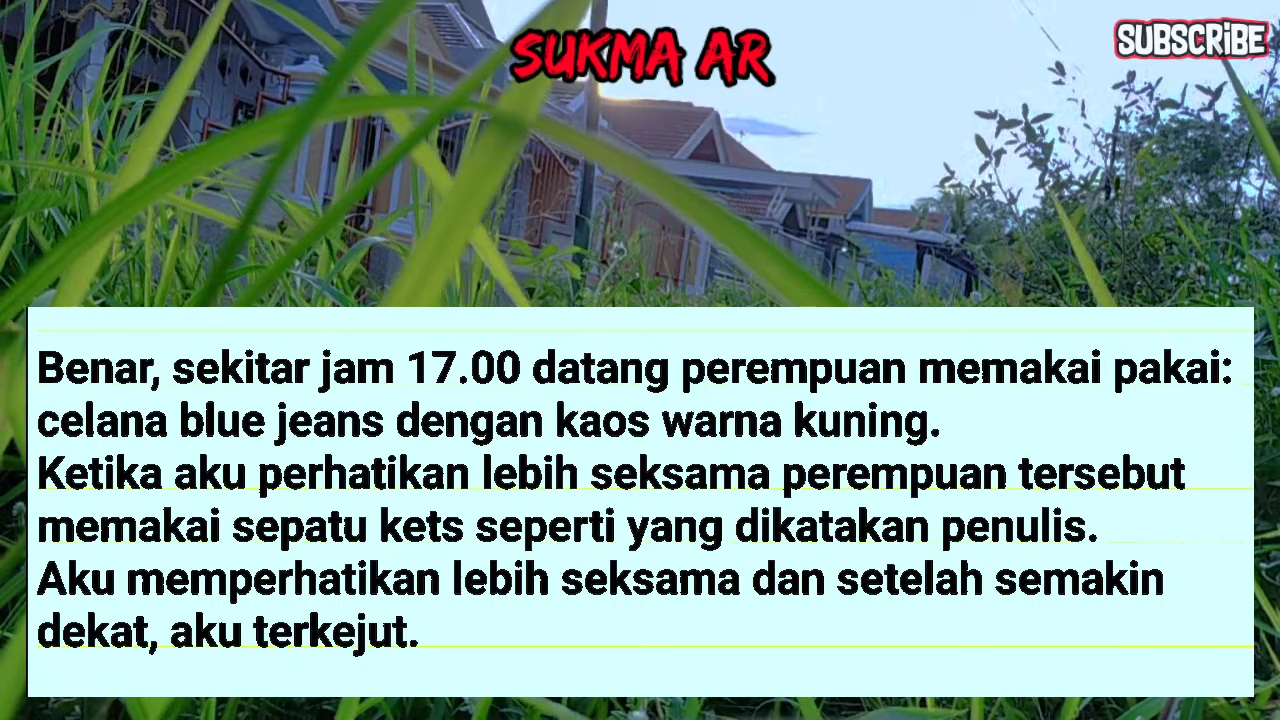 SUKMA AR
SUBSCRiBE
Benar, sekitar jam 17.00 datang perempuan memakai pakai:
celana blue jeans dengan kaos warna kuning.
Ketika aku perhatikan lebih seksama perempuan tersebut
memakai sepatu kets seperti yang dikatakan penulis.
Aku memperhatikan lebih seksama dan setelah semakin
dekat, aku terkejut.